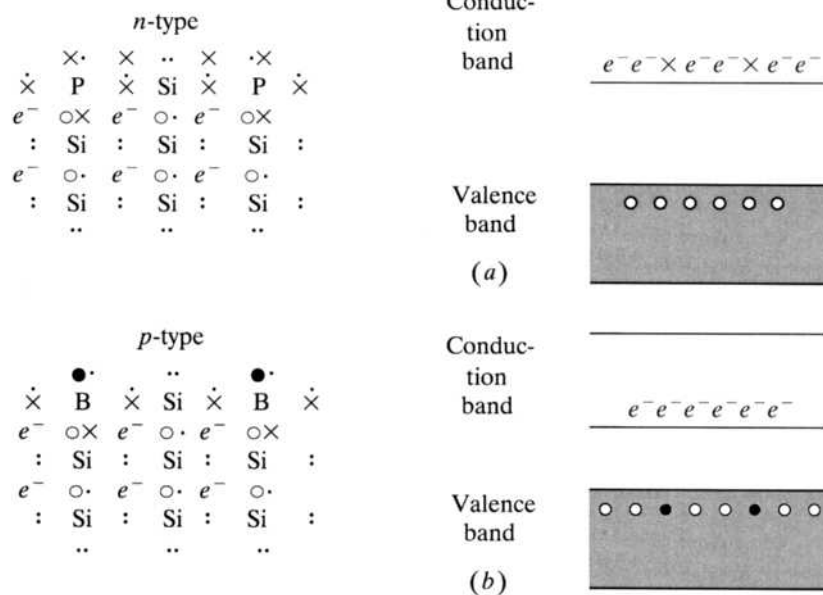 n-type
×· × ·· × ·×
× P × Si × P ×
e⁻ ○× e⁻ ○· e⁻ ○×
: Si : Si : Si :
e⁻ ○· e⁻ ○· e⁻ ○·
: Si : Si : Si :
·· ·· ··
Conduc-
tion
band
e⁻e⁻×e⁻e⁻×e⁻e⁻
Valence
band
(a)
p-type
●· ·· ●·
× B × Si × B ×
e⁻ ○× e⁻ ○· e⁻ ○×
: Si : Si : Si :
e⁻ ○· e⁻ ○· e⁻ ○·
: Si : Si : Si :
·· ·· ··
Conduc-
tion
band
e⁻e⁻e⁻e⁻e⁻e⁻
Valence
band
(b)